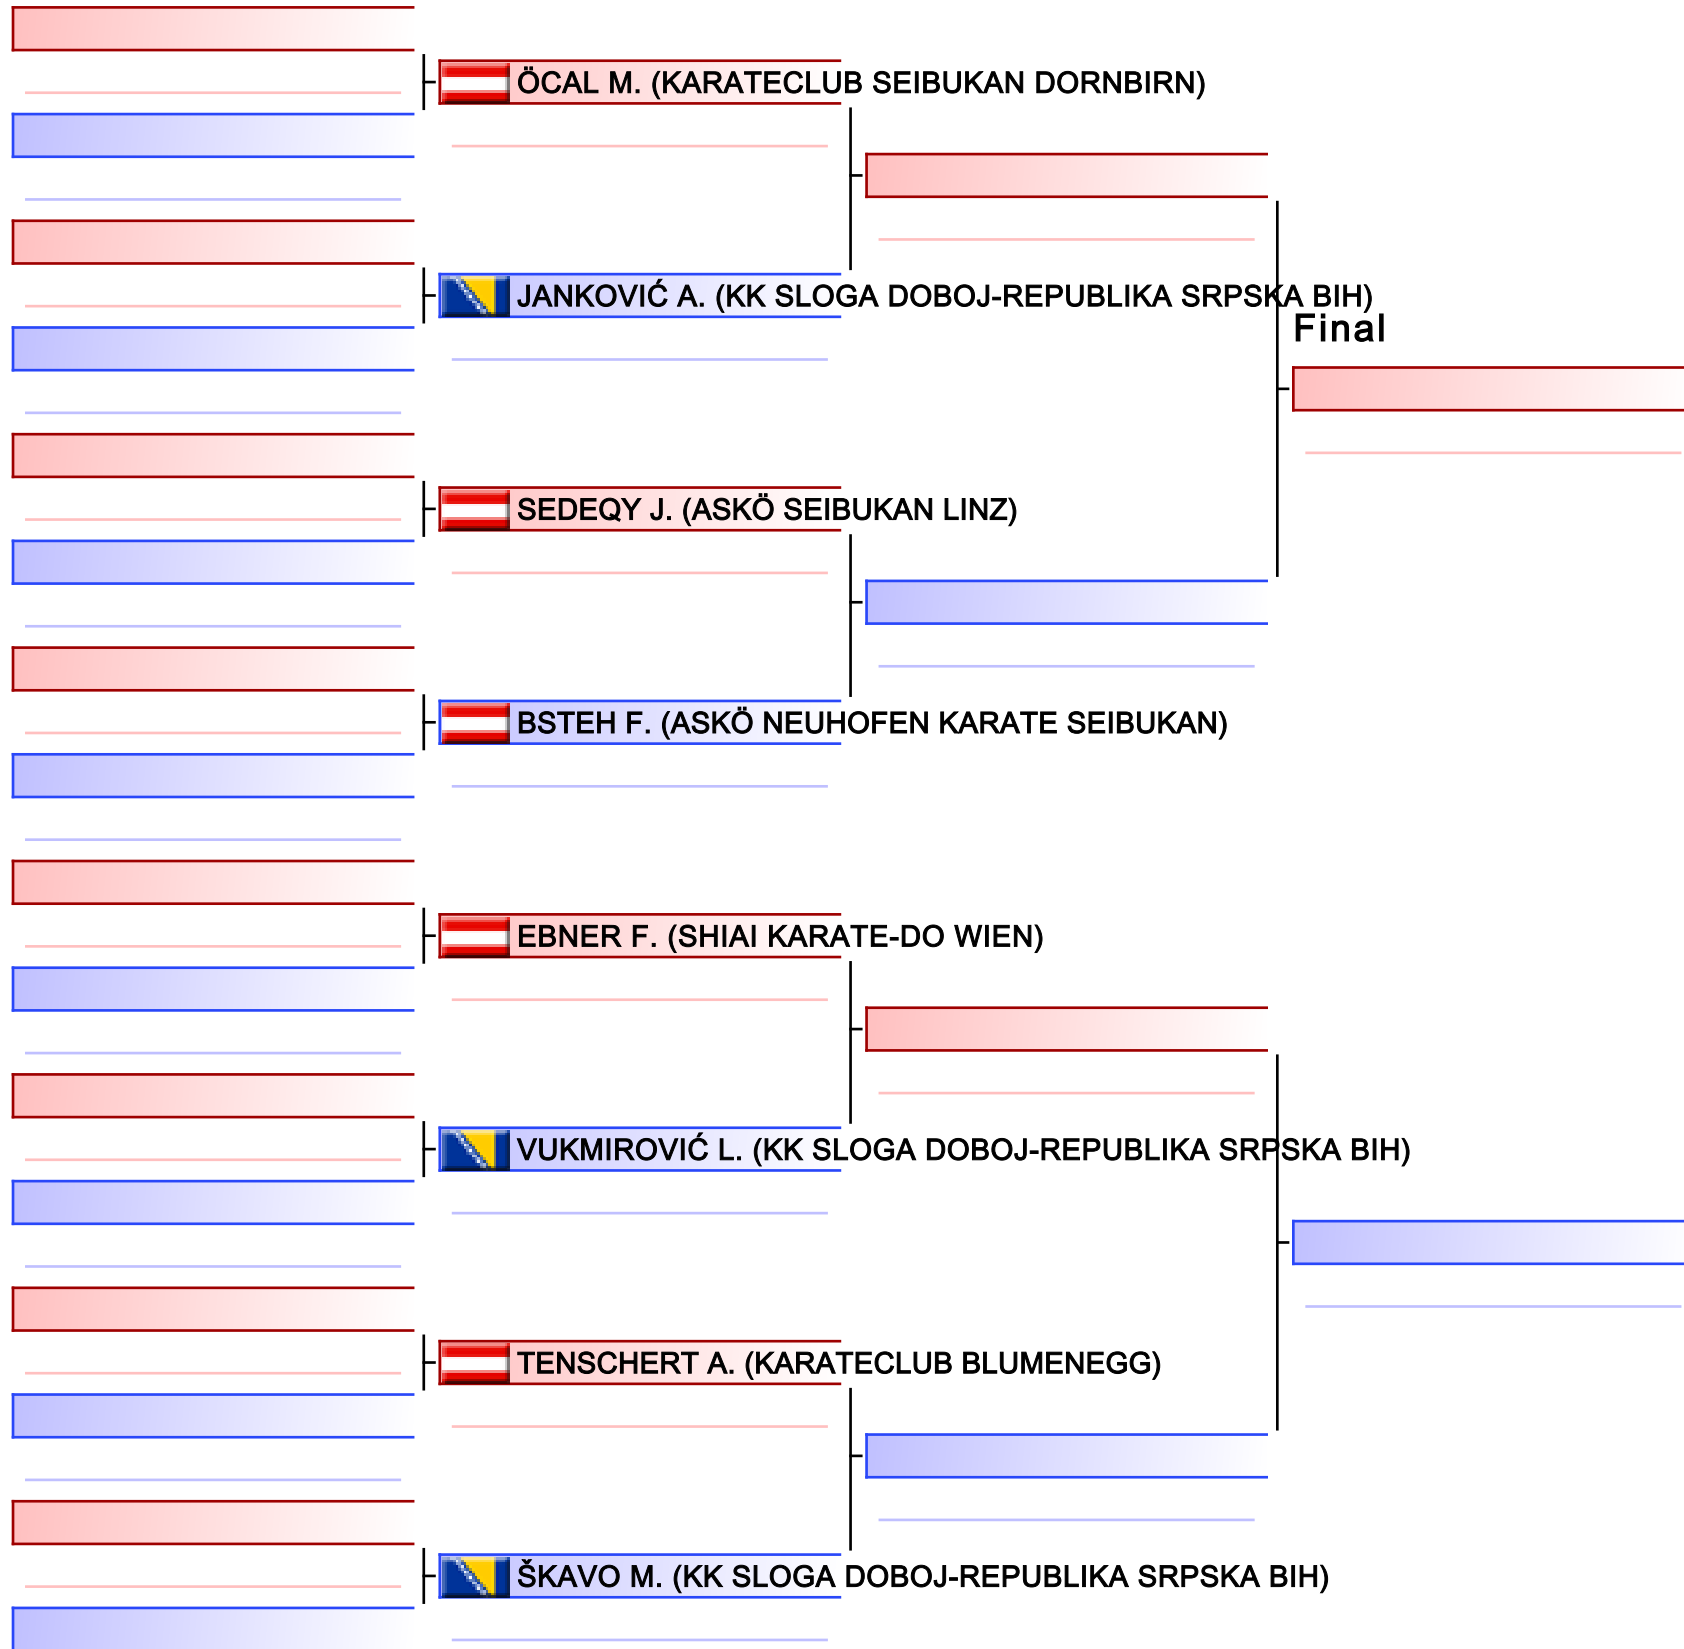 ÖCAL M. (KARATECLUB SEIBUKAN DORNBIRN)
JANKOVIĆ A. (KK SLOGA DOBOJ-REPUBLIKA SRPSKA BIH)
Final
SEDEQY J. (ASKÖ SEIBUKAN LINZ)
BSTEH F. (ASKÖ NEUHOFEN KARATE SEIBUKAN)
EBNER F. (SHIAI KARATE-DO WIEN)
VUKMIROVIĆ L. (KK SLOGA DOBOJ-REPUBLIKA SRPSKA BIH)
TENSCHERT A. (KARATECLUB BLUMENEGG)
ŠKAVO M. (KK SLOGA DOBOJ-REPUBLIKA SRPSKA BIH)